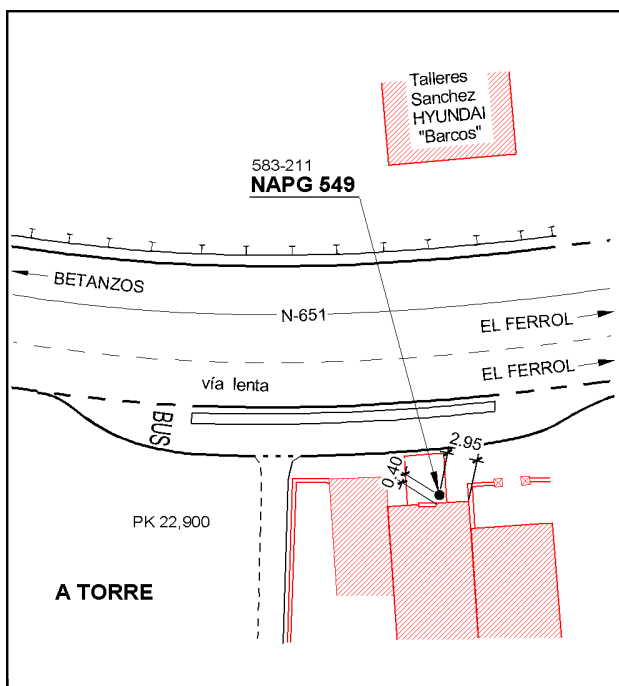 Talleres
Sanchez
HYUNDAI
"Barcos"
583-211
NAPG 549
BETANZOS
N-651
EL FERROL
EL FERROL
vía lenta
BUS
2.95
0.40
PK 22,900
A TORRE